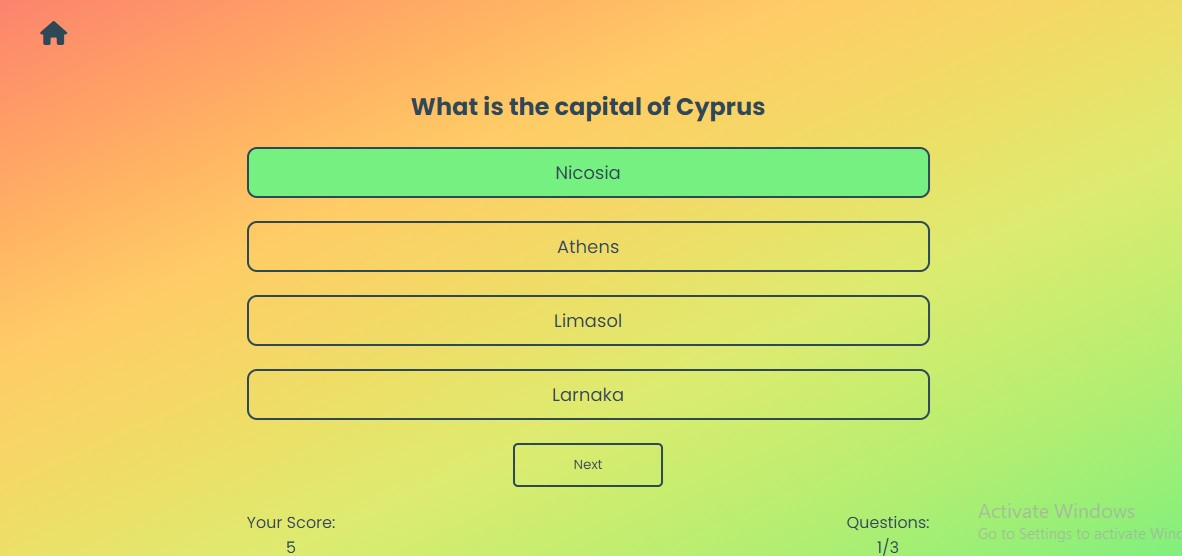 What is the capital of Cyprus
Nicosia
Athens
Limasol
Larnaka
Next
Your Score:
5
Questions:
1/3
Activate Windows
Go to Settings to activate Wind